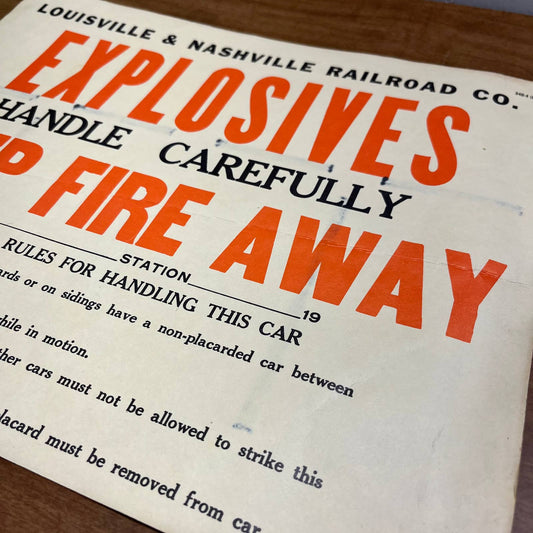 LOUISVILLE & NASHVILLE RAILROAD CO.
EXPLOSIVES
HANDLE CAREFULLY
FIRE AWAY
STATION 19
RULES FOR HANDLING THIS CAR
or on sidings have a non-placarded car between
while in motion.
cars must not be allowed to strike this
placard must be removed from car